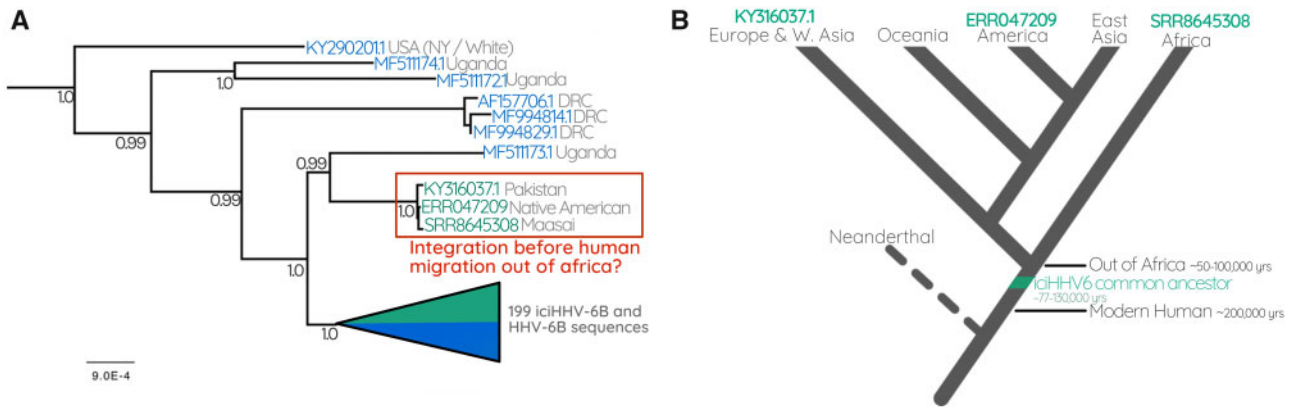 A
KY290201.1 USA (NY / White)
MF511174.1 Uganda
1.0
MF511172.1 Uganda
1.0
AF157706.1 DRC
MF994814.1 DRC
0.99
MF994829.1 DRC
MF511173.1 Uganda
0.99
0.99
KY316037.1 Pakistan
1.0
ERR047209 Native American
SRR8645308 Maasai
Integration before human
migration out of africa?
1.0
199 iciHHV-6B and
HHV-6B sequences
1.0
9.0E-4
B
KY316037.1
Europe & W. Asia
Oceania
ERR047209
America
East
Asia
SRR8645308
Africa
Neanderthal
Out of Africa ~50-100,000 yrs
iciHHV6 common ancestor
~77-130,000 yrs
Modern Human ~200,000 yrs